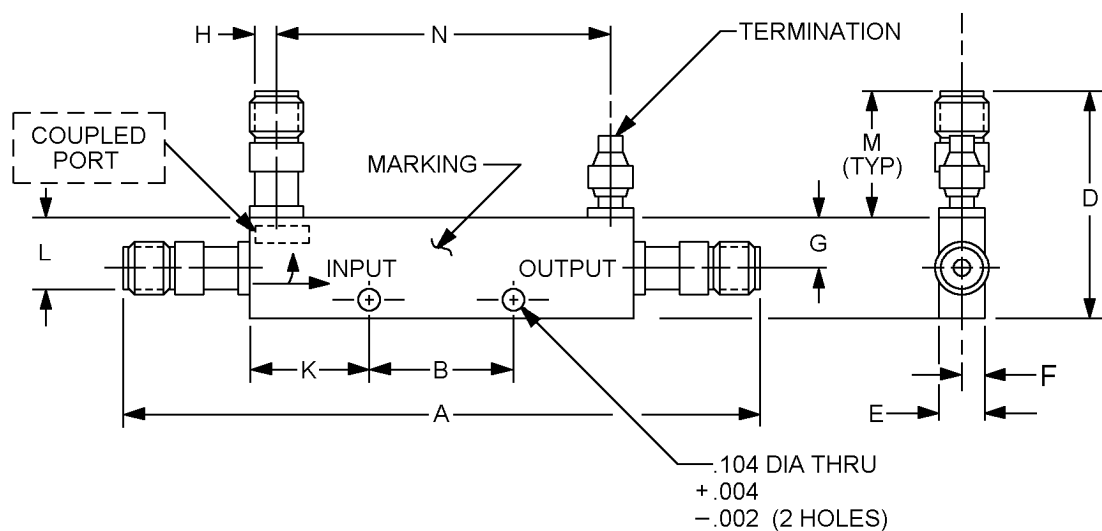 H
N
TERMINATION
COUPLED
PORT
MARKING
M
(TYP)
D
L
G
INPUT
OUTPUT
K
B
F
A
E
.104 DIA THRU
+.004
–.002 (2 HOLES)